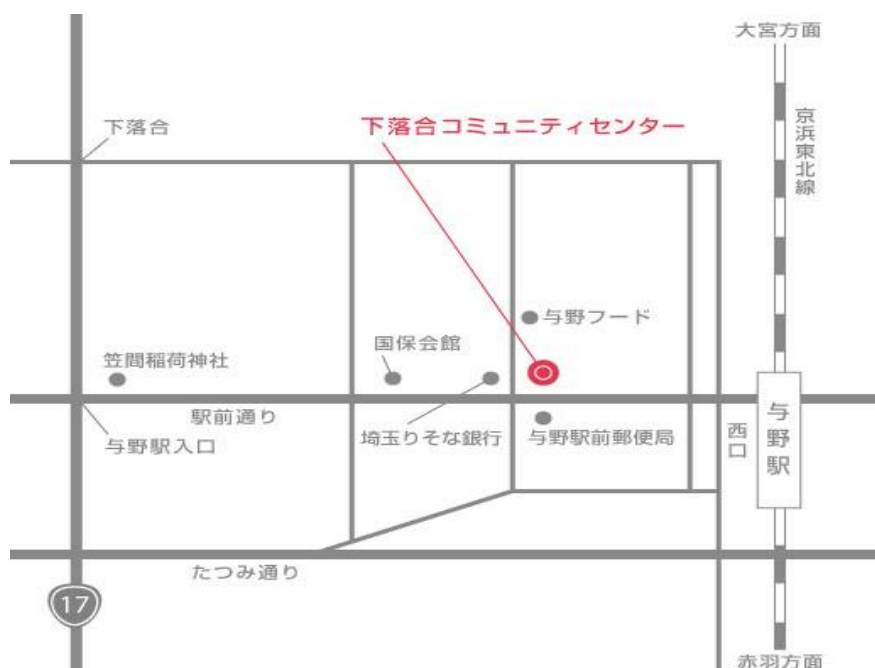 大宮方面
京浜東北線
下落合
下落合コミュニティセンター
与野フード
国保会館
笠間稲荷神社
駅前通り
与野駅入口
埼玉りそな銀行
与野駅前郵便局
西口
与野駅
たつみ通り
17
赤羽方面